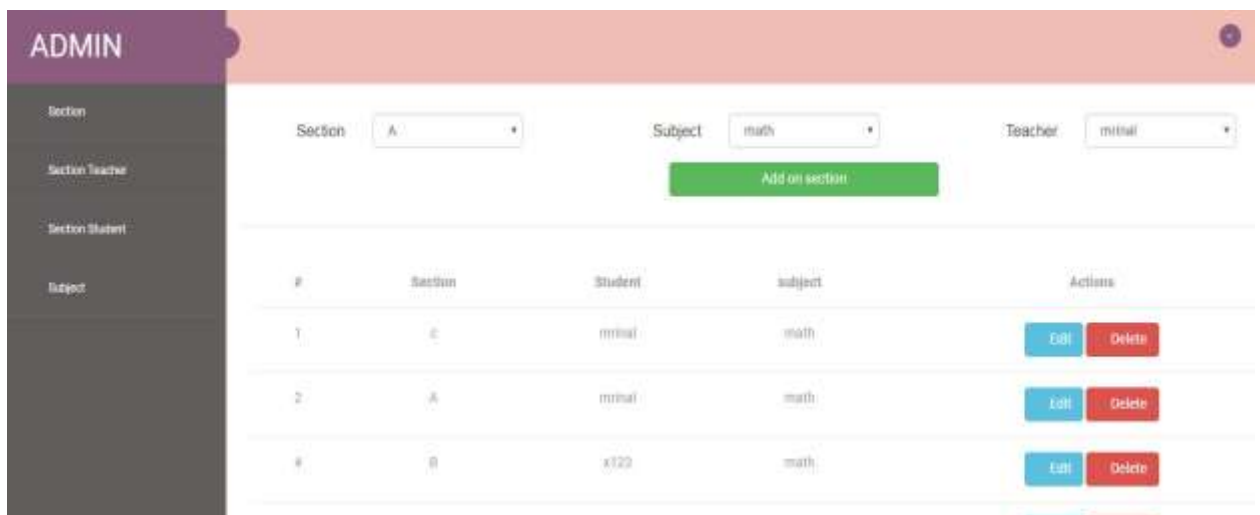 ADMIN
Section
Section Teacher
Section Student
Subject
Section A Subject math Teacher mrinal
Add on section
# Section Student subject Actions
1 c mrinal math Edit Delete
2 A mrinal math Edit Delete
B x123 math Edit Delete